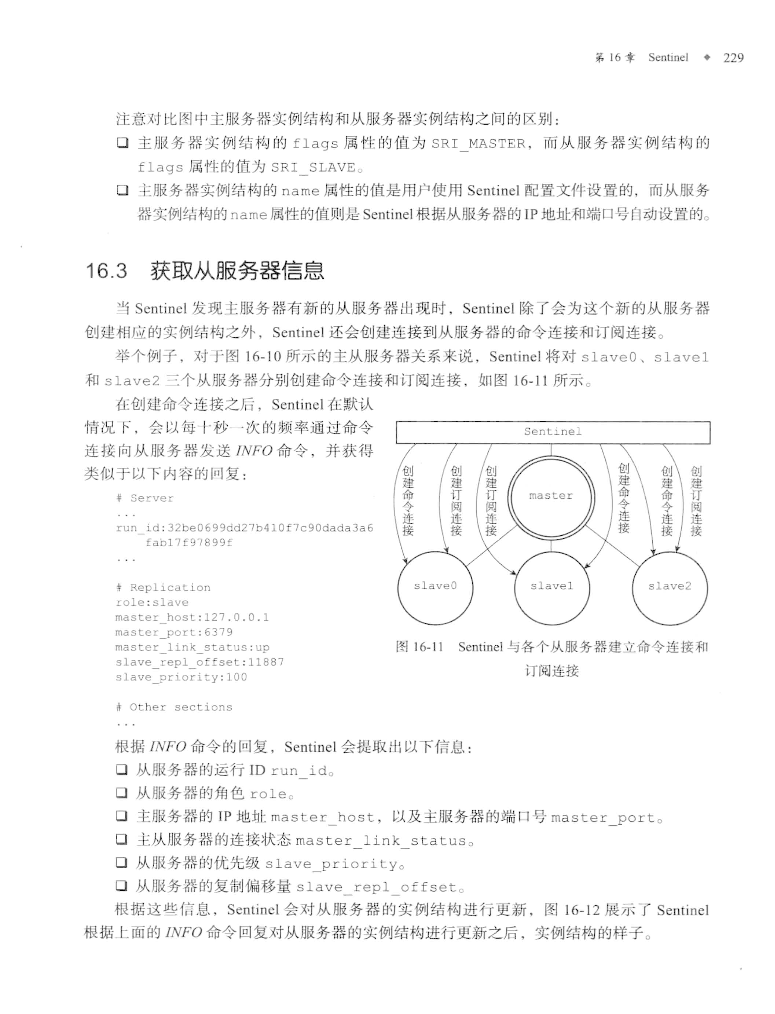 第 16 章 Sentinel ◆ 229
注意对比图中主服务器实例结构和从服务器实例结构之间的区别：
❑ 主服务器实例结构的 flags 属性的值为 SRI_MASTER，而从服务器实例结构的
flags 属性的值为 SRI_SLAVE。
❑ 主服务器实例结构的 name 属性的值是用户使用 Sentinel 配置文件设置的，而从服务
器实例结构的 name 属性的值则是 Sentinel 根据从服务器的 IP 地址和端口号自动设置的。
16.3 获取从服务器信息
当 Sentinel 发现主服务器有新的从服务器出现时，Sentinel 除了会为这个新的从服务器
创建相应的实例结构之外，Sentinel 还会创建连接到从服务器的命令连接和订阅连接。
举个例子，对于图 16-10 所示的主从服务器关系来说，Sentinel 将对 slave0、slave1
和 slave2 三个从服务器分别创建命令连接和订阅连接，如图 16-11 所示。
在创建命令连接之后，Sentinel 在默认
情况下，会以每十秒一次的频率通过命令
连接向从服务器发送 INFO 命令，并获得
类似于以下内容的回复：
# Server
...
run_id:32be0699dd27b410f7c90dada3a6
fab17f97899f
...
# Replication
role:slave
master_host:127.0.0.1
master_port:6379
master_link_status:up
slave_repl_offset:11887
slave_priority:100
# Other sections
...
Sentinel
创建命令连接
创建订阅连接
创建订阅连接
master
创建命令连接
创建命令连接
创建订阅连接
slave0
slave1
slave2
图 16-11 Sentinel 与各个从服务器建立命令连接和
订阅连接
根据 INFO 命令的回复，Sentinel 会提取出以下信息：
❑ 从服务器的运行 ID run_id。
❑ 从服务器的角色 role。
❑ 主服务器的 IP 地址 master_host，以及主服务器的端口号 master_port。
❑ 主从服务器的连接状态 master_link_status。
❑ 从服务器的优先级 slave_priority。
❑ 从服务器的复制偏移量 slave_repl_offset。
根据这些信息，Sentinel 会对从服务器的实例结构进行更新，图 16-12 展示了 Sentinel
根据上面的 INFO 命令回复对从服务器的实例结构进行更新之后，实例结构的样子。